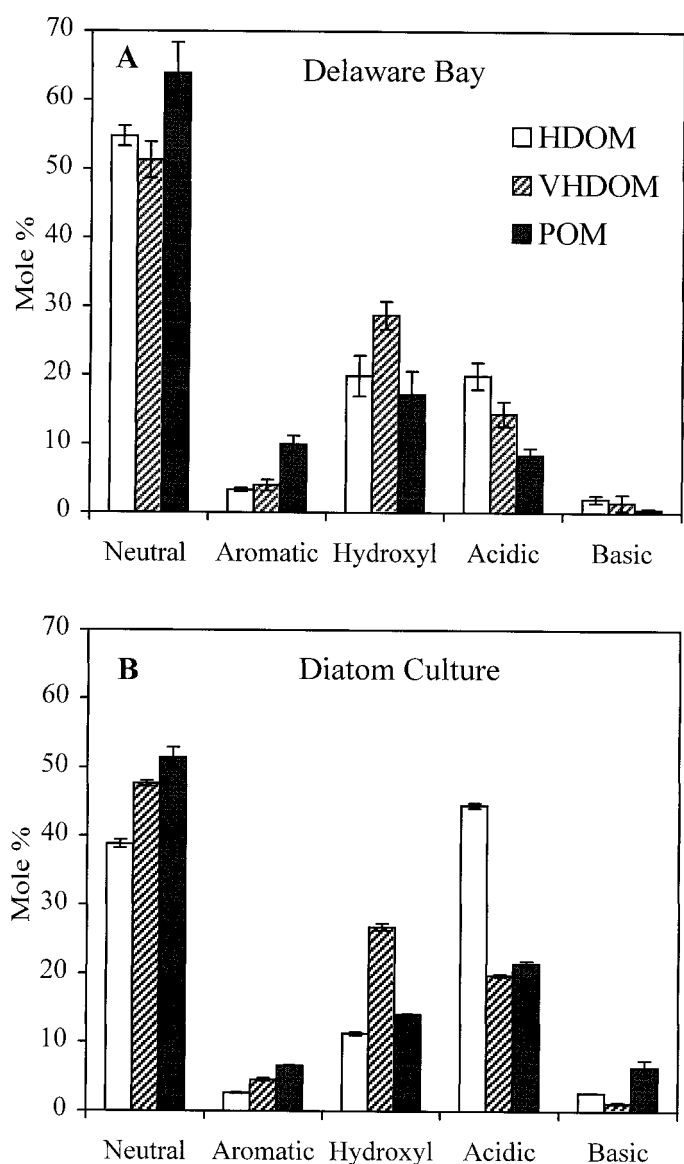 A
Delaware Bay
HDOM
VHDOM
POM
Mole %
70
60
50
40
30
20
10
0
Neutral Aromatic Hydroxyl Acidic Basic
B
Diatom Culture
Mole %
70
60
50
40
30
20
10
0
Neutral Aromatic Hydroxyl Acidic Basic